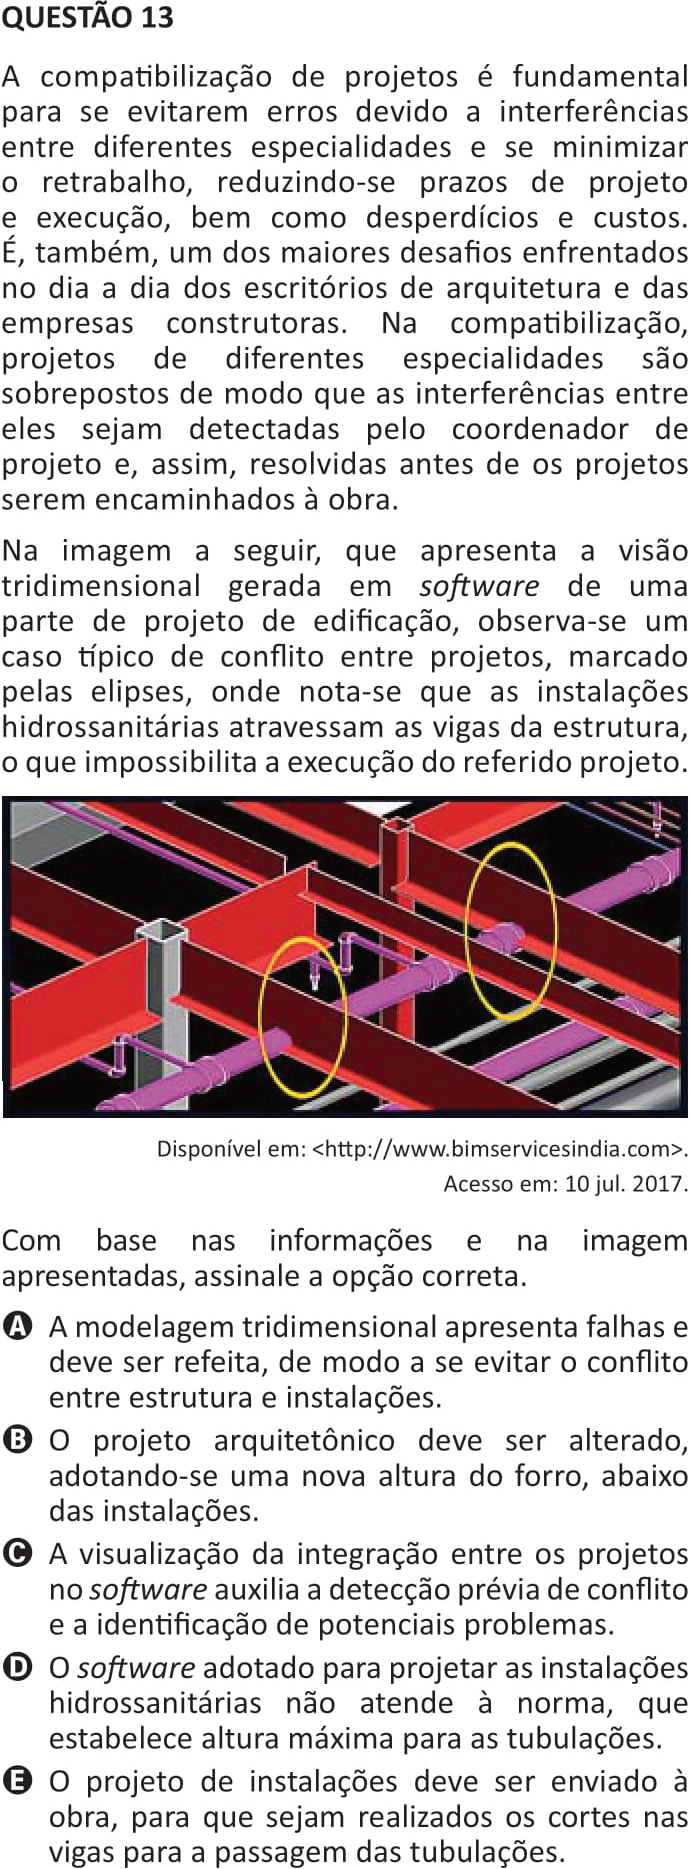 QUESTÃO 13
A compatibilização de projetos é fundamental
para se evitarem erros devido a interferências
entre diferentes especialidades e se minimizar
o retrabalho, reduzindo-se prazos de projeto
e execução, bem como desperdícios e custos.
É, também, um dos maiores desafios enfrentados
no dia a dia dos escritórios de arquitetura e das
empresas construtoras. Na compatibilização,
projetos de diferentes especialidades são
sobrepostos de modo que as interferências entre
eles sejam detectadas pelo coordenador de
projeto e, assim, resolvidas antes de os projetos
serem encaminhados à obra.
Na imagem a seguir, que apresenta a visão
tridimensional gerada em software de uma
parte de projeto de edificação, observa-se um
caso típico de conflito entre projetos, marcado
pelas elipses, onde nota-se que as instalações
hidrossanitárias atravessam as vigas da estrutura,
o que impossibilita a execução do referido projeto.
Disponível em: <http://www.bimservicesindia.com>.
Acesso em: 10 jul. 2017.
Com base nas informações e na imagem
apresentadas, assinale a opção correta.
A A modelagem tridimensional apresenta falhas e
deve ser refeita, de modo a se evitar o conflito
entre estrutura e instalações.
B O projeto arquitetônico deve ser alterado,
adotando-se uma nova altura do forro, abaixo
das instalações.
C A visualização da integração entre os projetos
no software auxilia a detecção prévia de conflito
e a identificação de potenciais problemas.
D O software adotado para projetar as instalações
hidrossanitárias não atende à norma, que
estabelece altura máxima para as tubulações.
E O projeto de instalações deve ser enviado à
obra, para que sejam realizados os cortes nas
vigas para a passagem das tubulações.